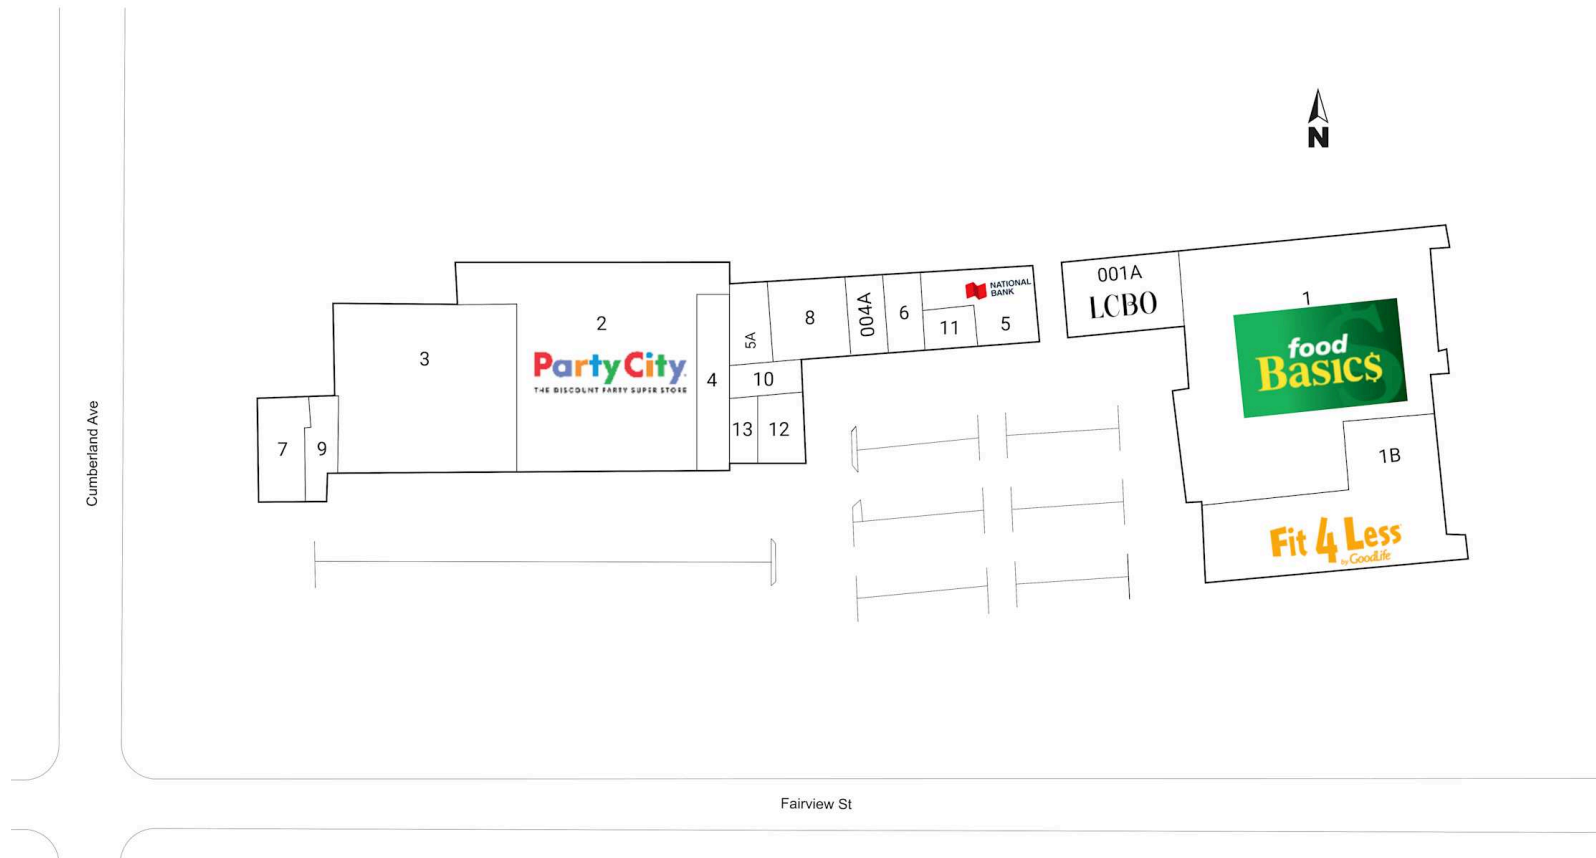 N
Cumberland Ave
7
9
3
2
Party City
THE DISCOUNT PARTY SUPER STORE
4
5A
8
004A
6
NATIONAL
BANK
11
5
10
13
12
001A
LCBO
1
food
Basic$
1B
Fit 4 Less
by GoodLife
Fairview St